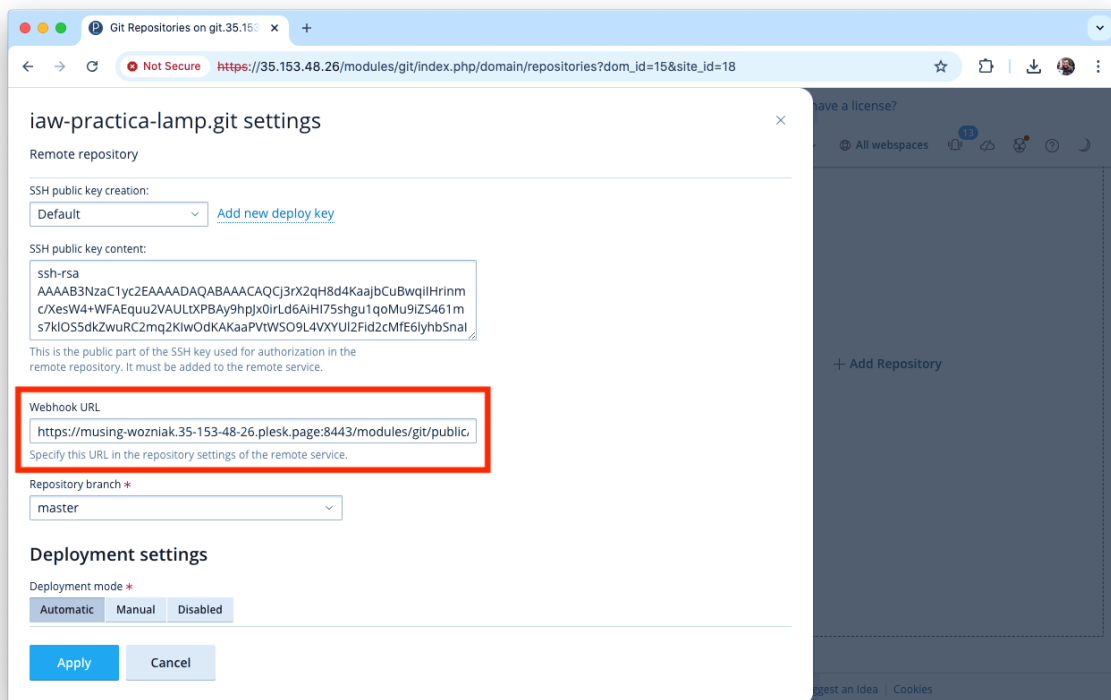 Git Repositories on git.35.153
Not Secure https://35.153.48.26/modules/git/index.php/domain/repositories?dom_id=15&site_id=18
have a license?
iaw-practica-lamp.git settings
All webspaces
13
Remote repository
SSH public key creation:
Default
Add new deploy key
SSH public key content:
ssh-rsa
AAAAB3NzaC1yc2EAAAADAQABAAACAQCj3rX2qH8d4KaajbCuBwqiIHrinm
c/XesW4+WFAEquu2VAULtXPBAy9hpJx0irLd6AiHI75shgu1qoMu9iZS461m
s7klOS5dkZwuRC2mq2KIwOdKAKaaPVtWSO9L4VXYUl2Fid2cMfE6lyhbSnaI
This is the public part of the SSH key used for authorization in the
remote repository. It must be added to the remote service.
+ Add Repository
Webhook URL
https://musing-wozniak.35-153-48-26.plesk.page:8443/modules/git/public/
Specify this URL in the repository settings of the remote service.
Repository branch *
master
Deployment settings
Deployment mode *
Automatic Manual Disabled
Apply Cancel
ggest an Idea Cookies